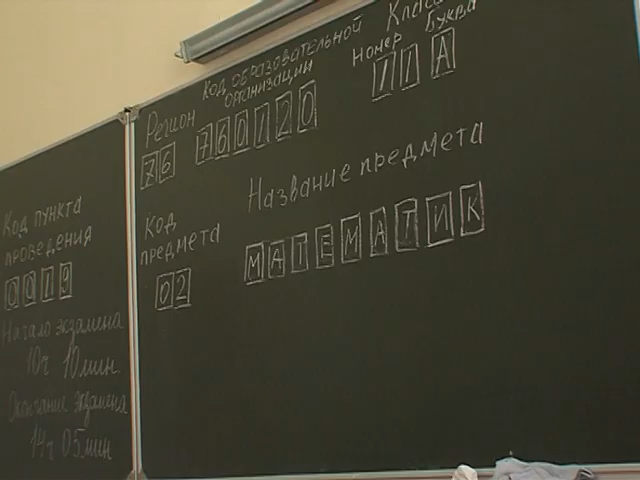 Код пункта
проведения
0019
Начало экзамена
10ч 10мин.
Окончание экзамена
14ч 05мин
Регион
76
Код образовательной
организации
760120
Класс
Номер Буква
11 А
Код
предмета
02
Название предмета
МАТЕМАТИК